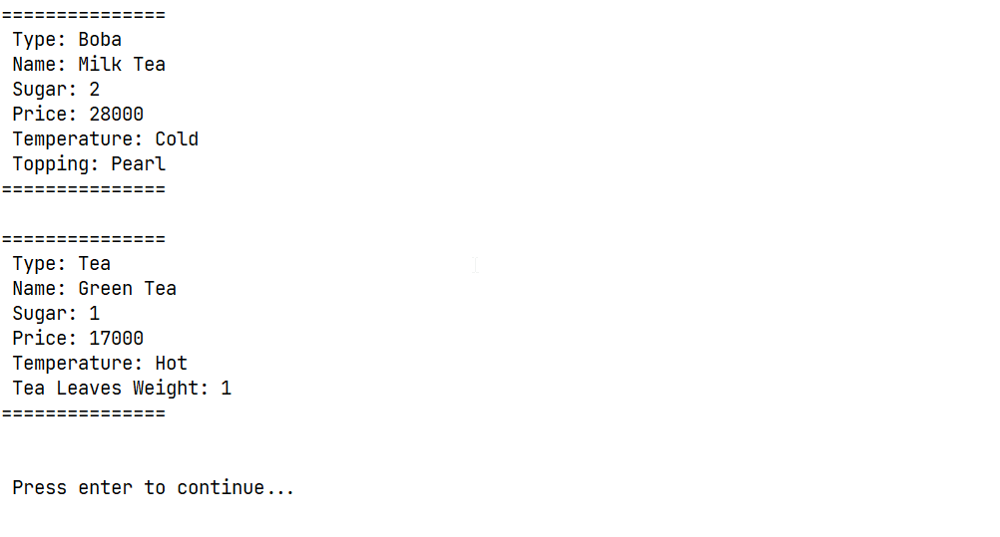 ===============
Type: Boba
Name: Milk Tea
Sugar: 2
Price: 28000
Temperature: Cold
Topping: Pearl
===============
===============
Type: Tea
Name: Green Tea
Sugar: 1
Price: 17000
Temperature: Hot
Tea Leaves Weight: 1
===============
Press enter to continue...